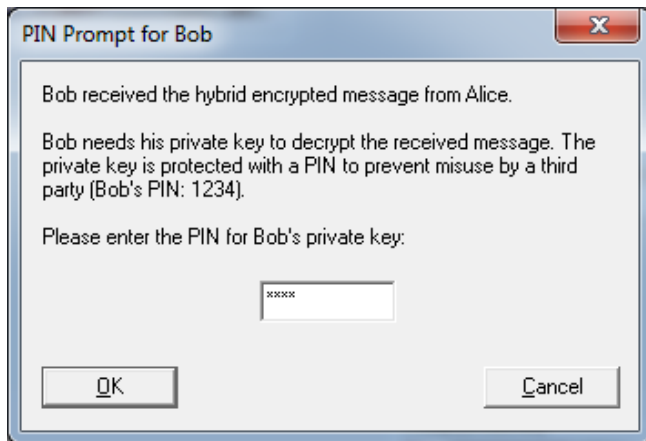 PIN Prompt for Bob
X
Bob received the hybrid encrypted message from Alice.
Bob needs his private key to decrypt the received message. The
private key is protected with a PIN to prevent misuse by a third
party (Bob's PIN: 1234).
Please enter the PIN for Bob's private key:
****
OK
Cancel